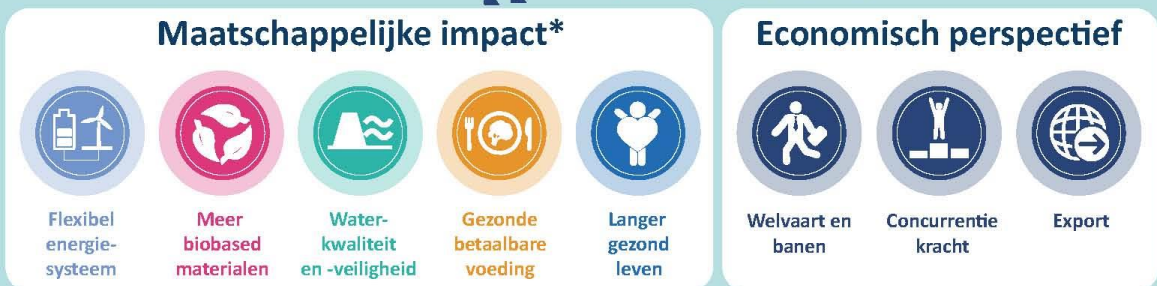 Maatschappelijke impact*
Flexibel
energie-
systeem
Meer
biobased
materialen
Water-
kwaliteit
en -veiligheid
Gezonde
betaalbare
voeding
Langer
gezond
leven
Economisch perspectief
Welvaart en
banen
Concurrentie
kracht
Export